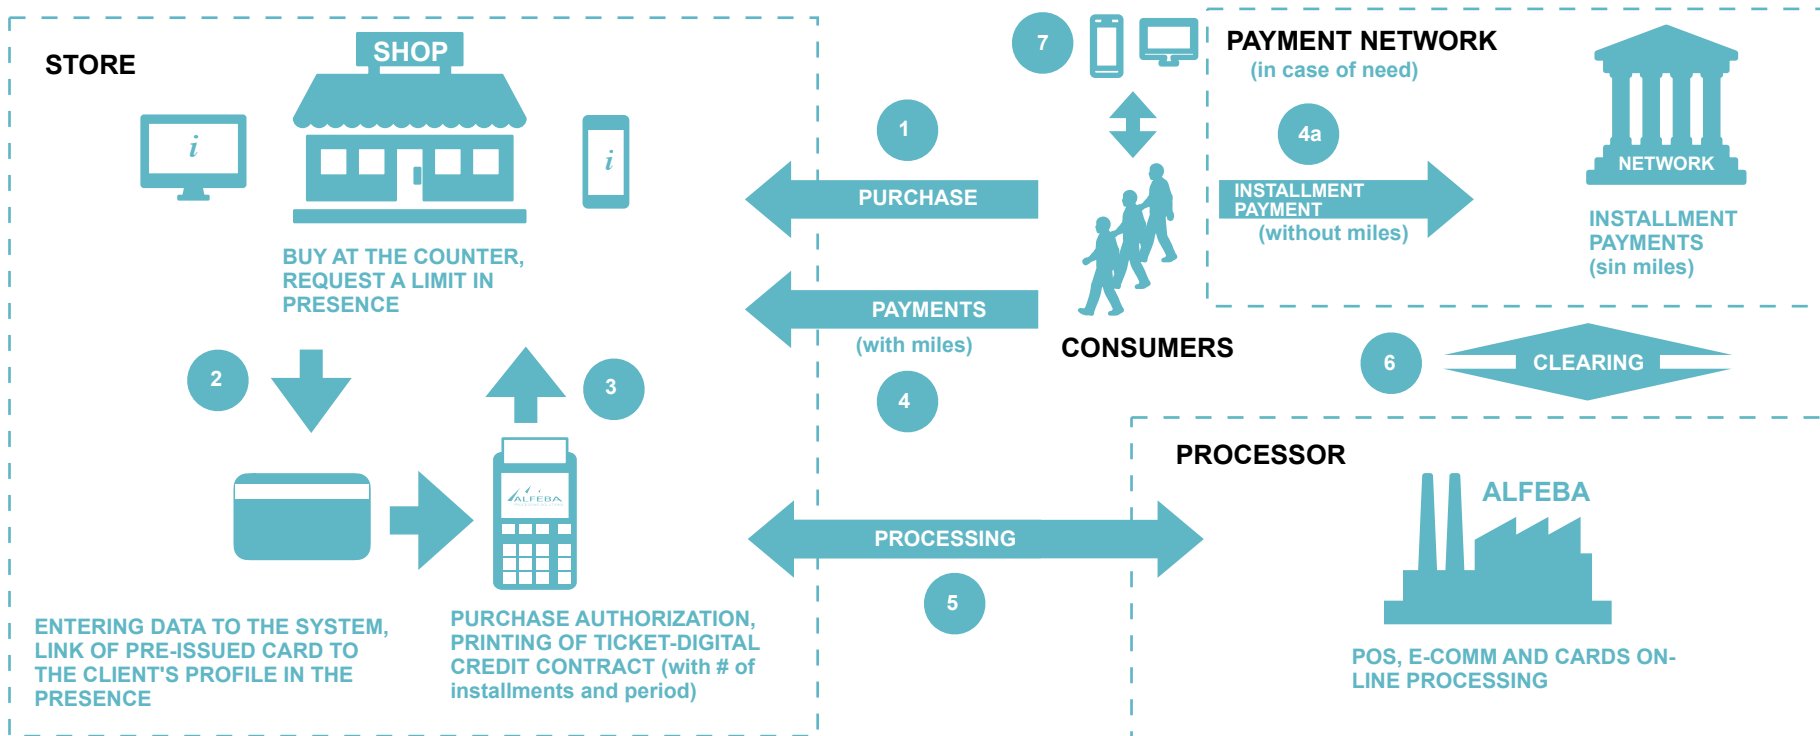 STORE
SHOP
i
i
BUY AT THE COUNTER,
REQUEST A LIMIT IN
PRESENCE
2
3
ALFEBA
ENTERING DATA TO THE SYSTEM,
LINK OF PRE-ISSUED CARD TO
THE CLIENT'S PROFILE IN THE
PRESENCE
PURCHASE AUTHORIZATION,
PRINTING OF TICKET-DIGITAL
CREDIT CONTRACT (with # of
installments and period)
1
PURCHASE
PAYMENTS
(with miles)
4
PROCESSING
5
7
CONSUMERS
PAYMENT NETWORK
(in case of need)
4a
INSTALLMENT
PAYMENT
(without miles)
NETWORK
INSTALLMENT
PAYMENTS
(sin miles)
6
CLEARING
PROCESSOR
ALFEBA
POS, E-COMM AND CARDS ON-
LINE PROCESSING